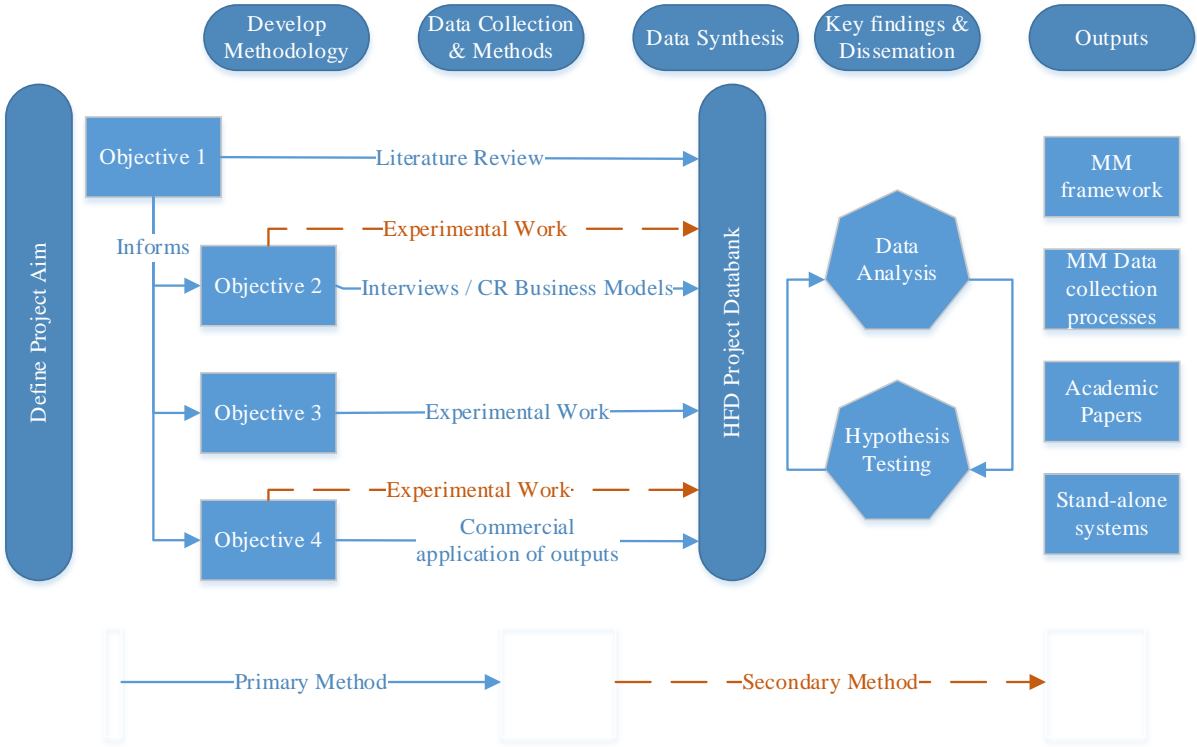 Develop
Methodology
Data Collection
& Methods
Data Synthesis
Key findings &
Dissemation
Outputs
Define Project Aim
Objective 1
Literature Review
Informs
Experimental Work
Objective 2
Interviews / CR Business Models
Objective 3
Experimental Work
Experimental Work
Objective 4
Commercial
application of outputs
HFD Project Databank
Data
Analysis
Hypothesis
Testing
MM
framework
MM Data
collection
processes
Academic
Papers
Stand-alone
systems
Primary Method
Secondary Method